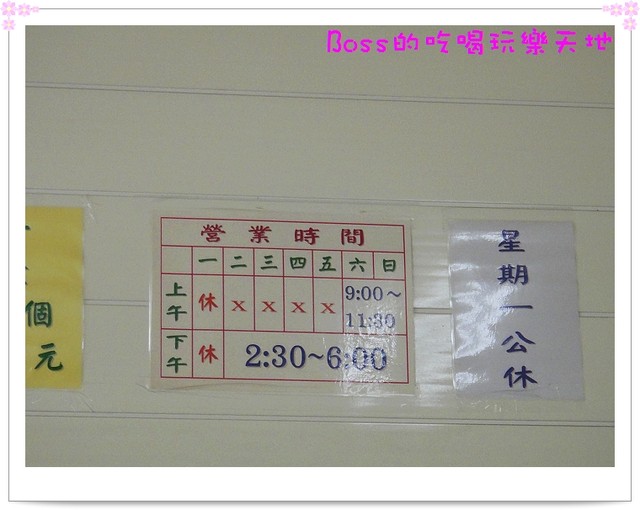 Boss的吃喝玩樂天地
個
元
營業時間
一 二 三 四 五 六 日
上午 休 x x x x 9:00～11:30
下午 休 2:30~6:00
星期一公休